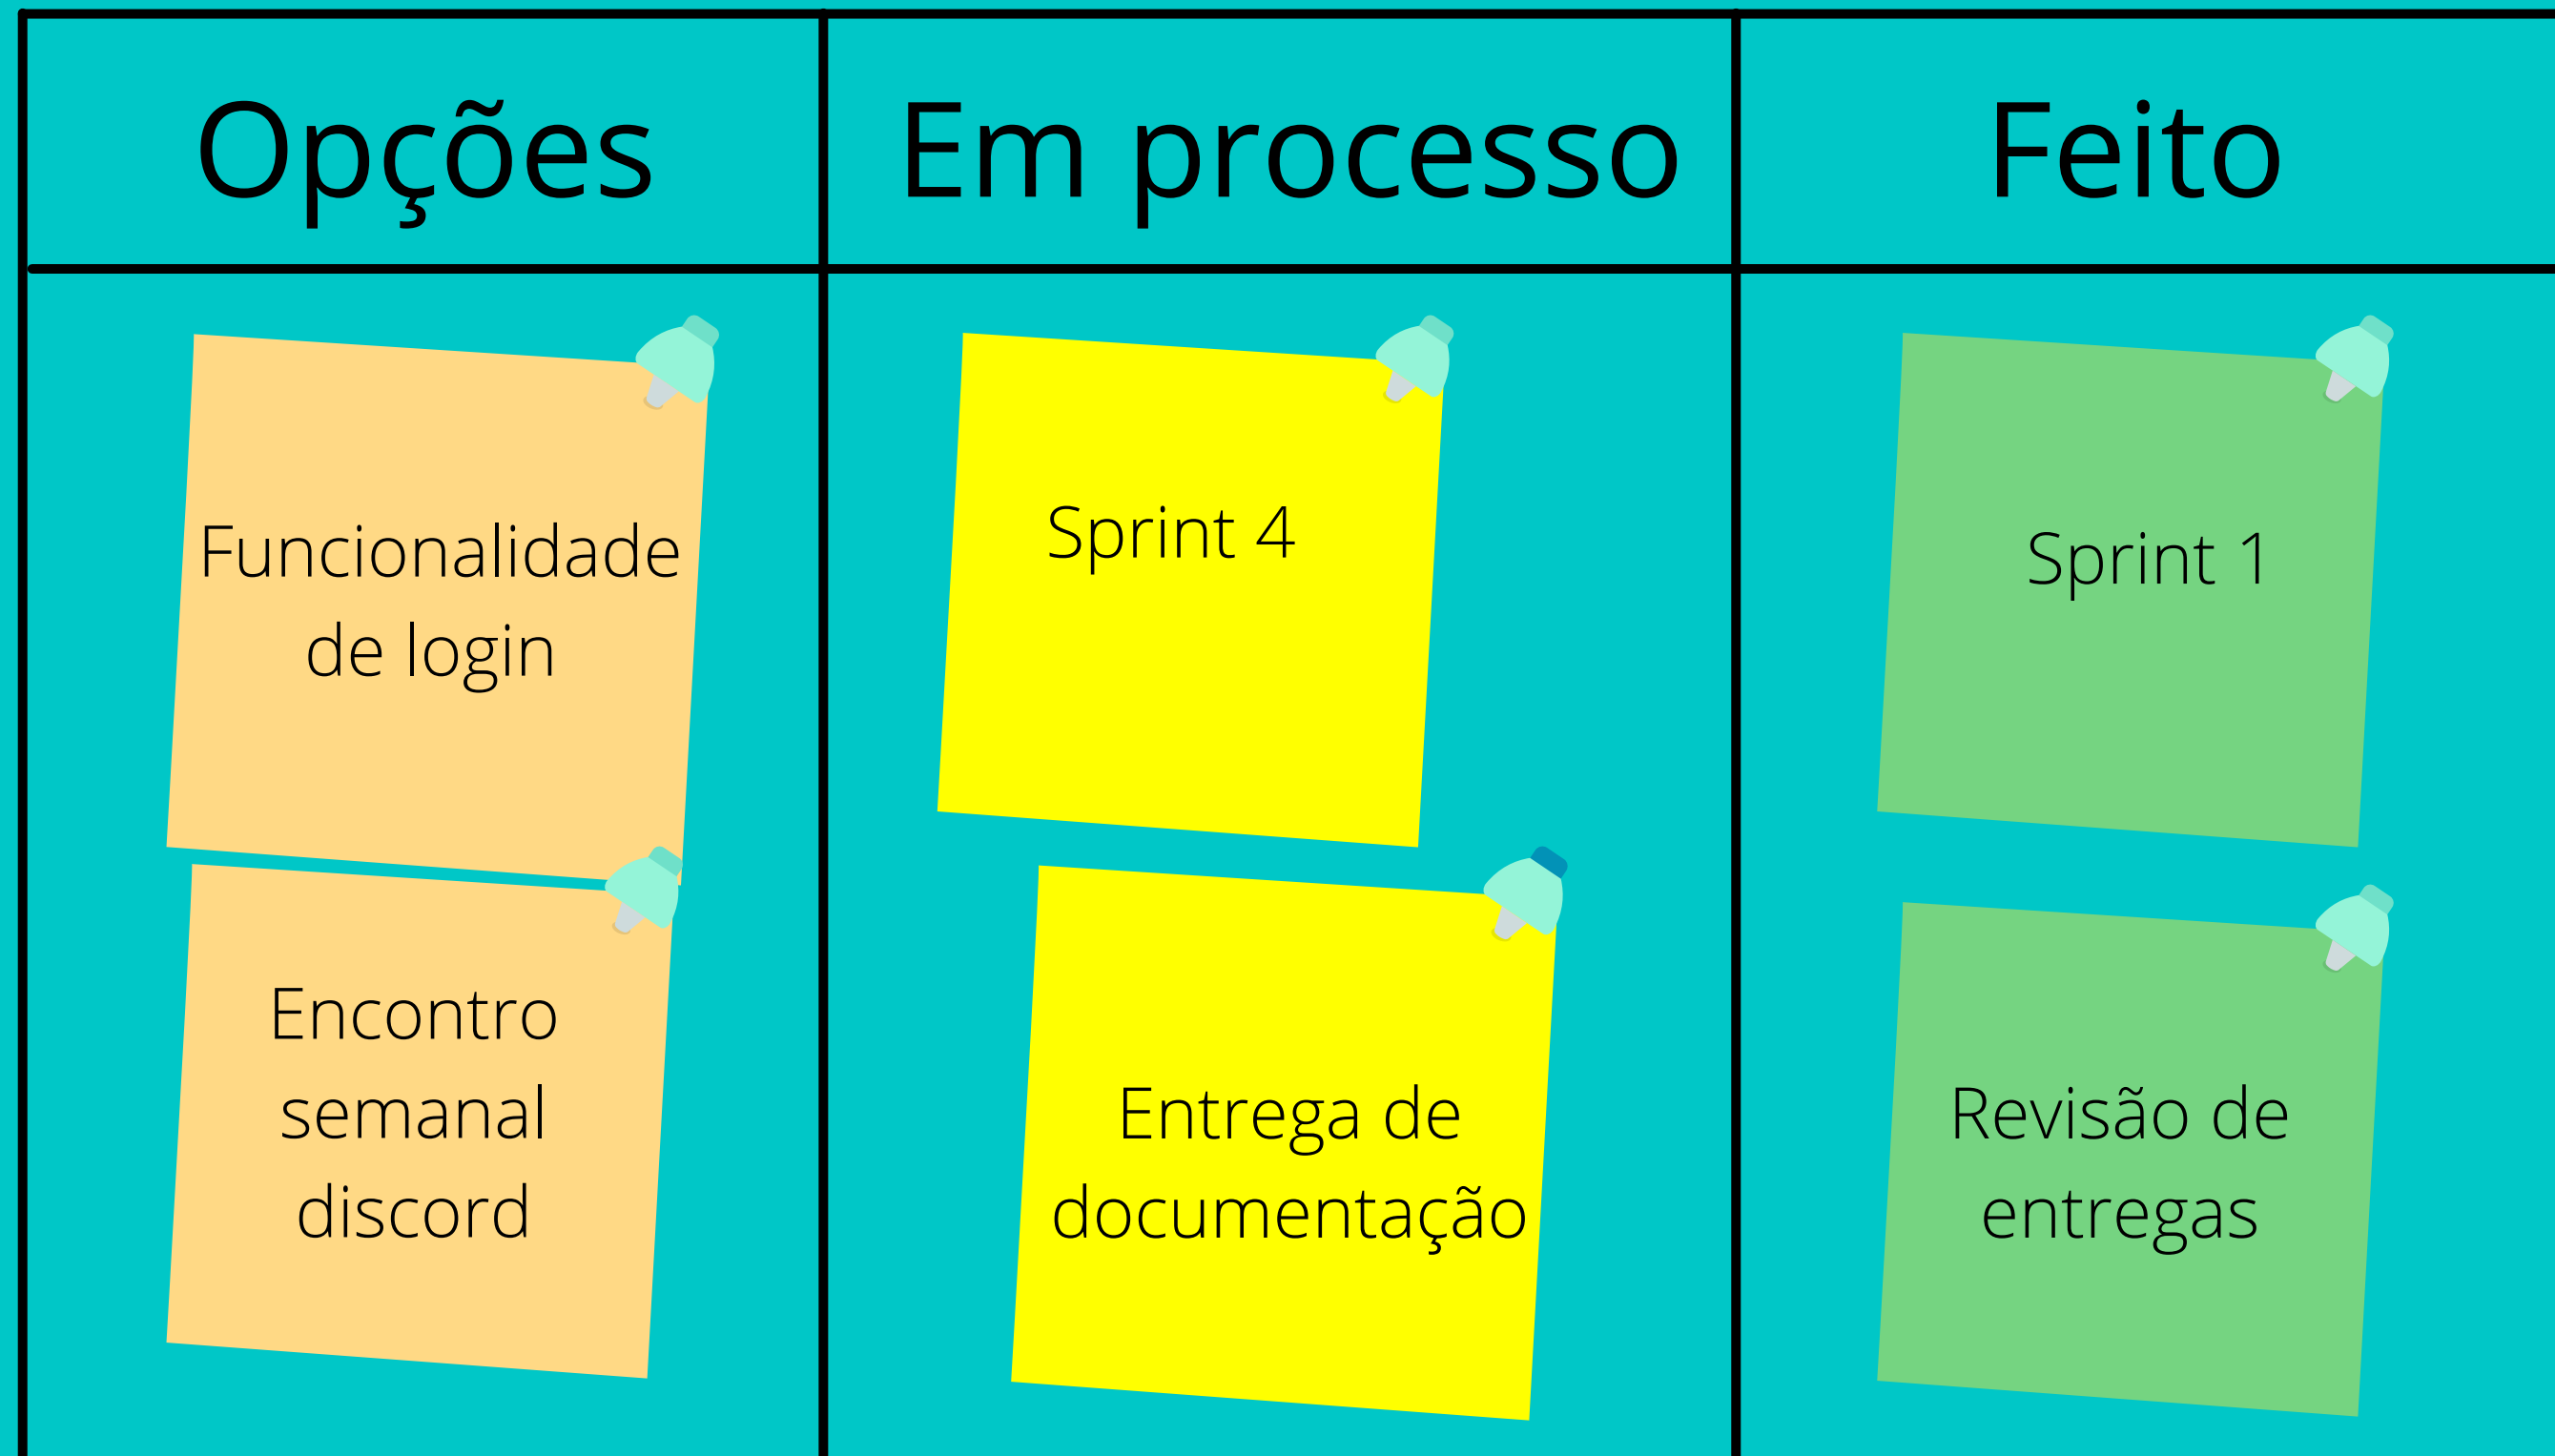 Opções
Em processo
Feito
Funcionalidade
de login
Encontro
semanal
discord
Sprint 4
Entrega de
documentação
Sprint 1
Revisão de
entregas